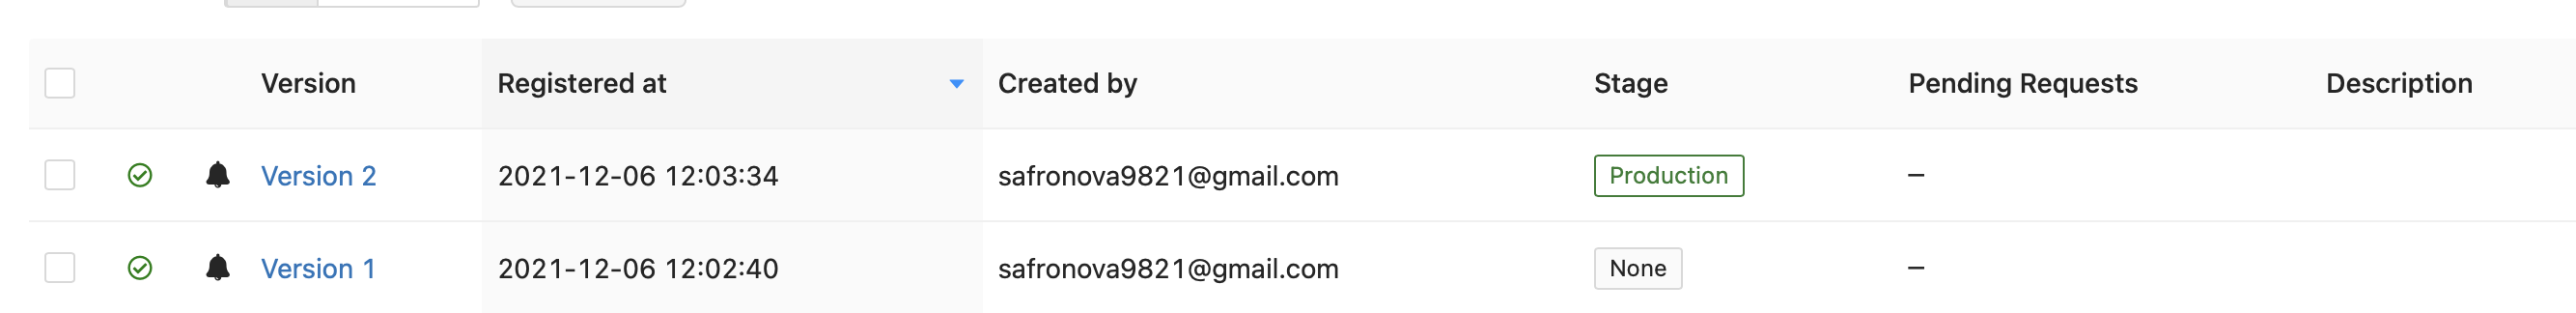 Version Registered at Created by Stage Pending Requests Description
Version 2 2021-12-06 12:03:34 safronova9821@gmail.com Production –
Version 1 2021-12-06 12:02:40 safronova9821@gmail.com None –